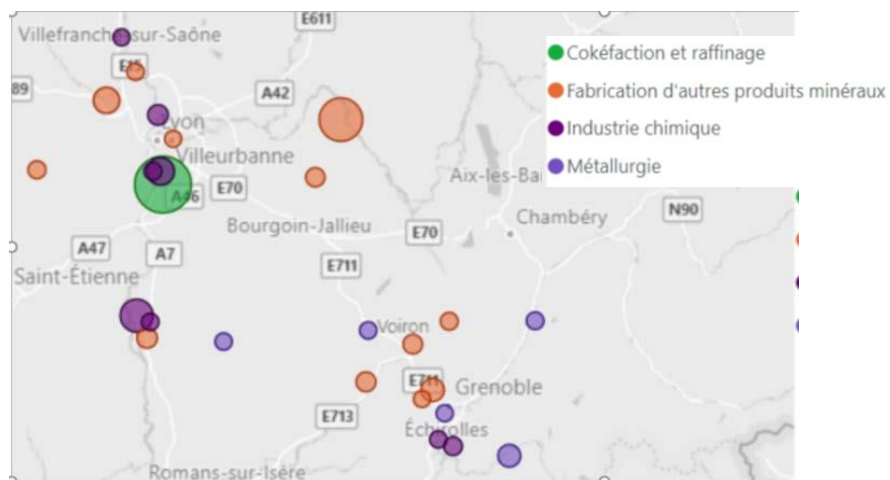 E611
Villefranche-sur-Saône
E15
89
A42
Lyon
Villeurbanne
A46
E70
Bourgoin-Jallieu
E70
Aix-les-Bai
Chambéry
N90
A47
A7
Saint-Étienne
E711
Voiron
E711
Grenoble
E713
Échirolles
Romans-sur-Isère
Cokéfaction et raffinage
Fabrication d'autres produits minéraux
Industrie chimique
Métallurgie